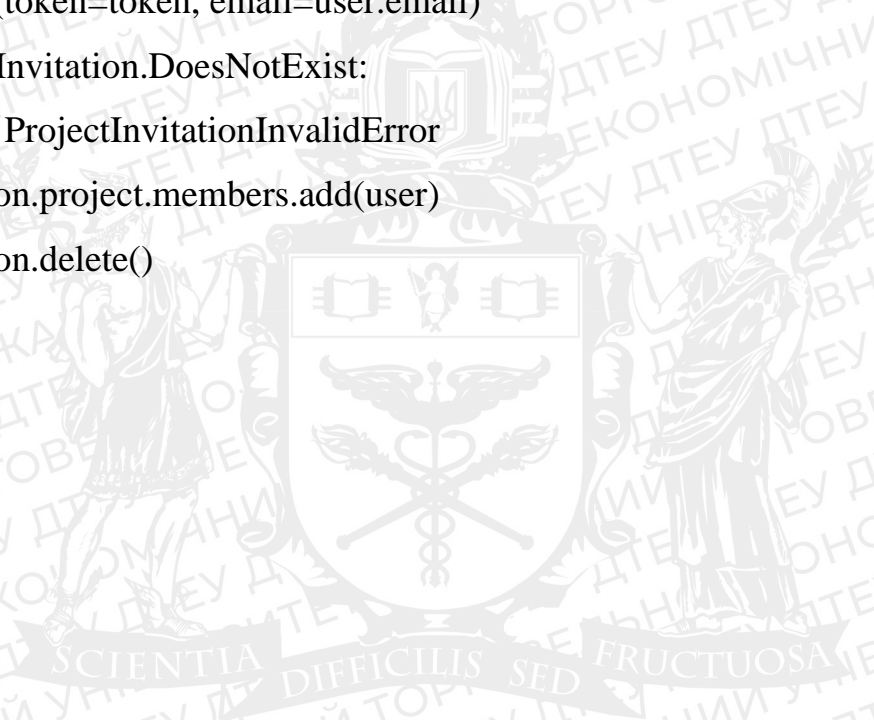 (token=token, email=user.email)
Invitation.DoesNotExist:
ProjectInvitationInvalidError
on.project.members.add(user)
on.delete()
SCIENTIA DIFFICILIS SED FRUCTUOSA